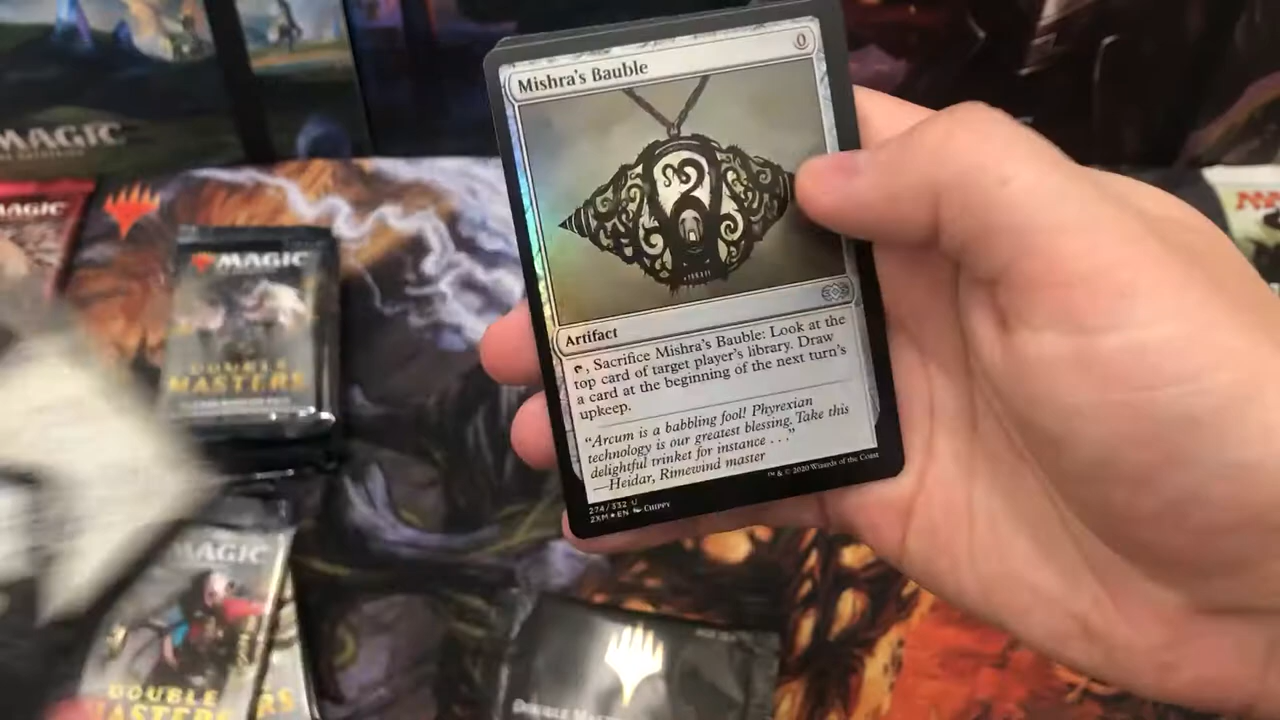 Mishra's Bauble
0
Artifact
, Sacrifice Mishra's Bauble: Look at the
top card of target player's library. Draw
a card at the beginning of the next turn's
upkeep.
"Arcum is a babbling fool! Phyrexian
technology is our greatest blessing. Take this
delightful trinket for instance . . ."
—Heidar, Rimewind master
274/332 U
2XM ★ EN CHIPPY
™ & © 2020 Wizards of the Coast
MAGIC
MAGIC
MAGIC
DOUBLE
MASTERS
MAGIC
DOUBLE
MASTERS
DOUBLE MAS